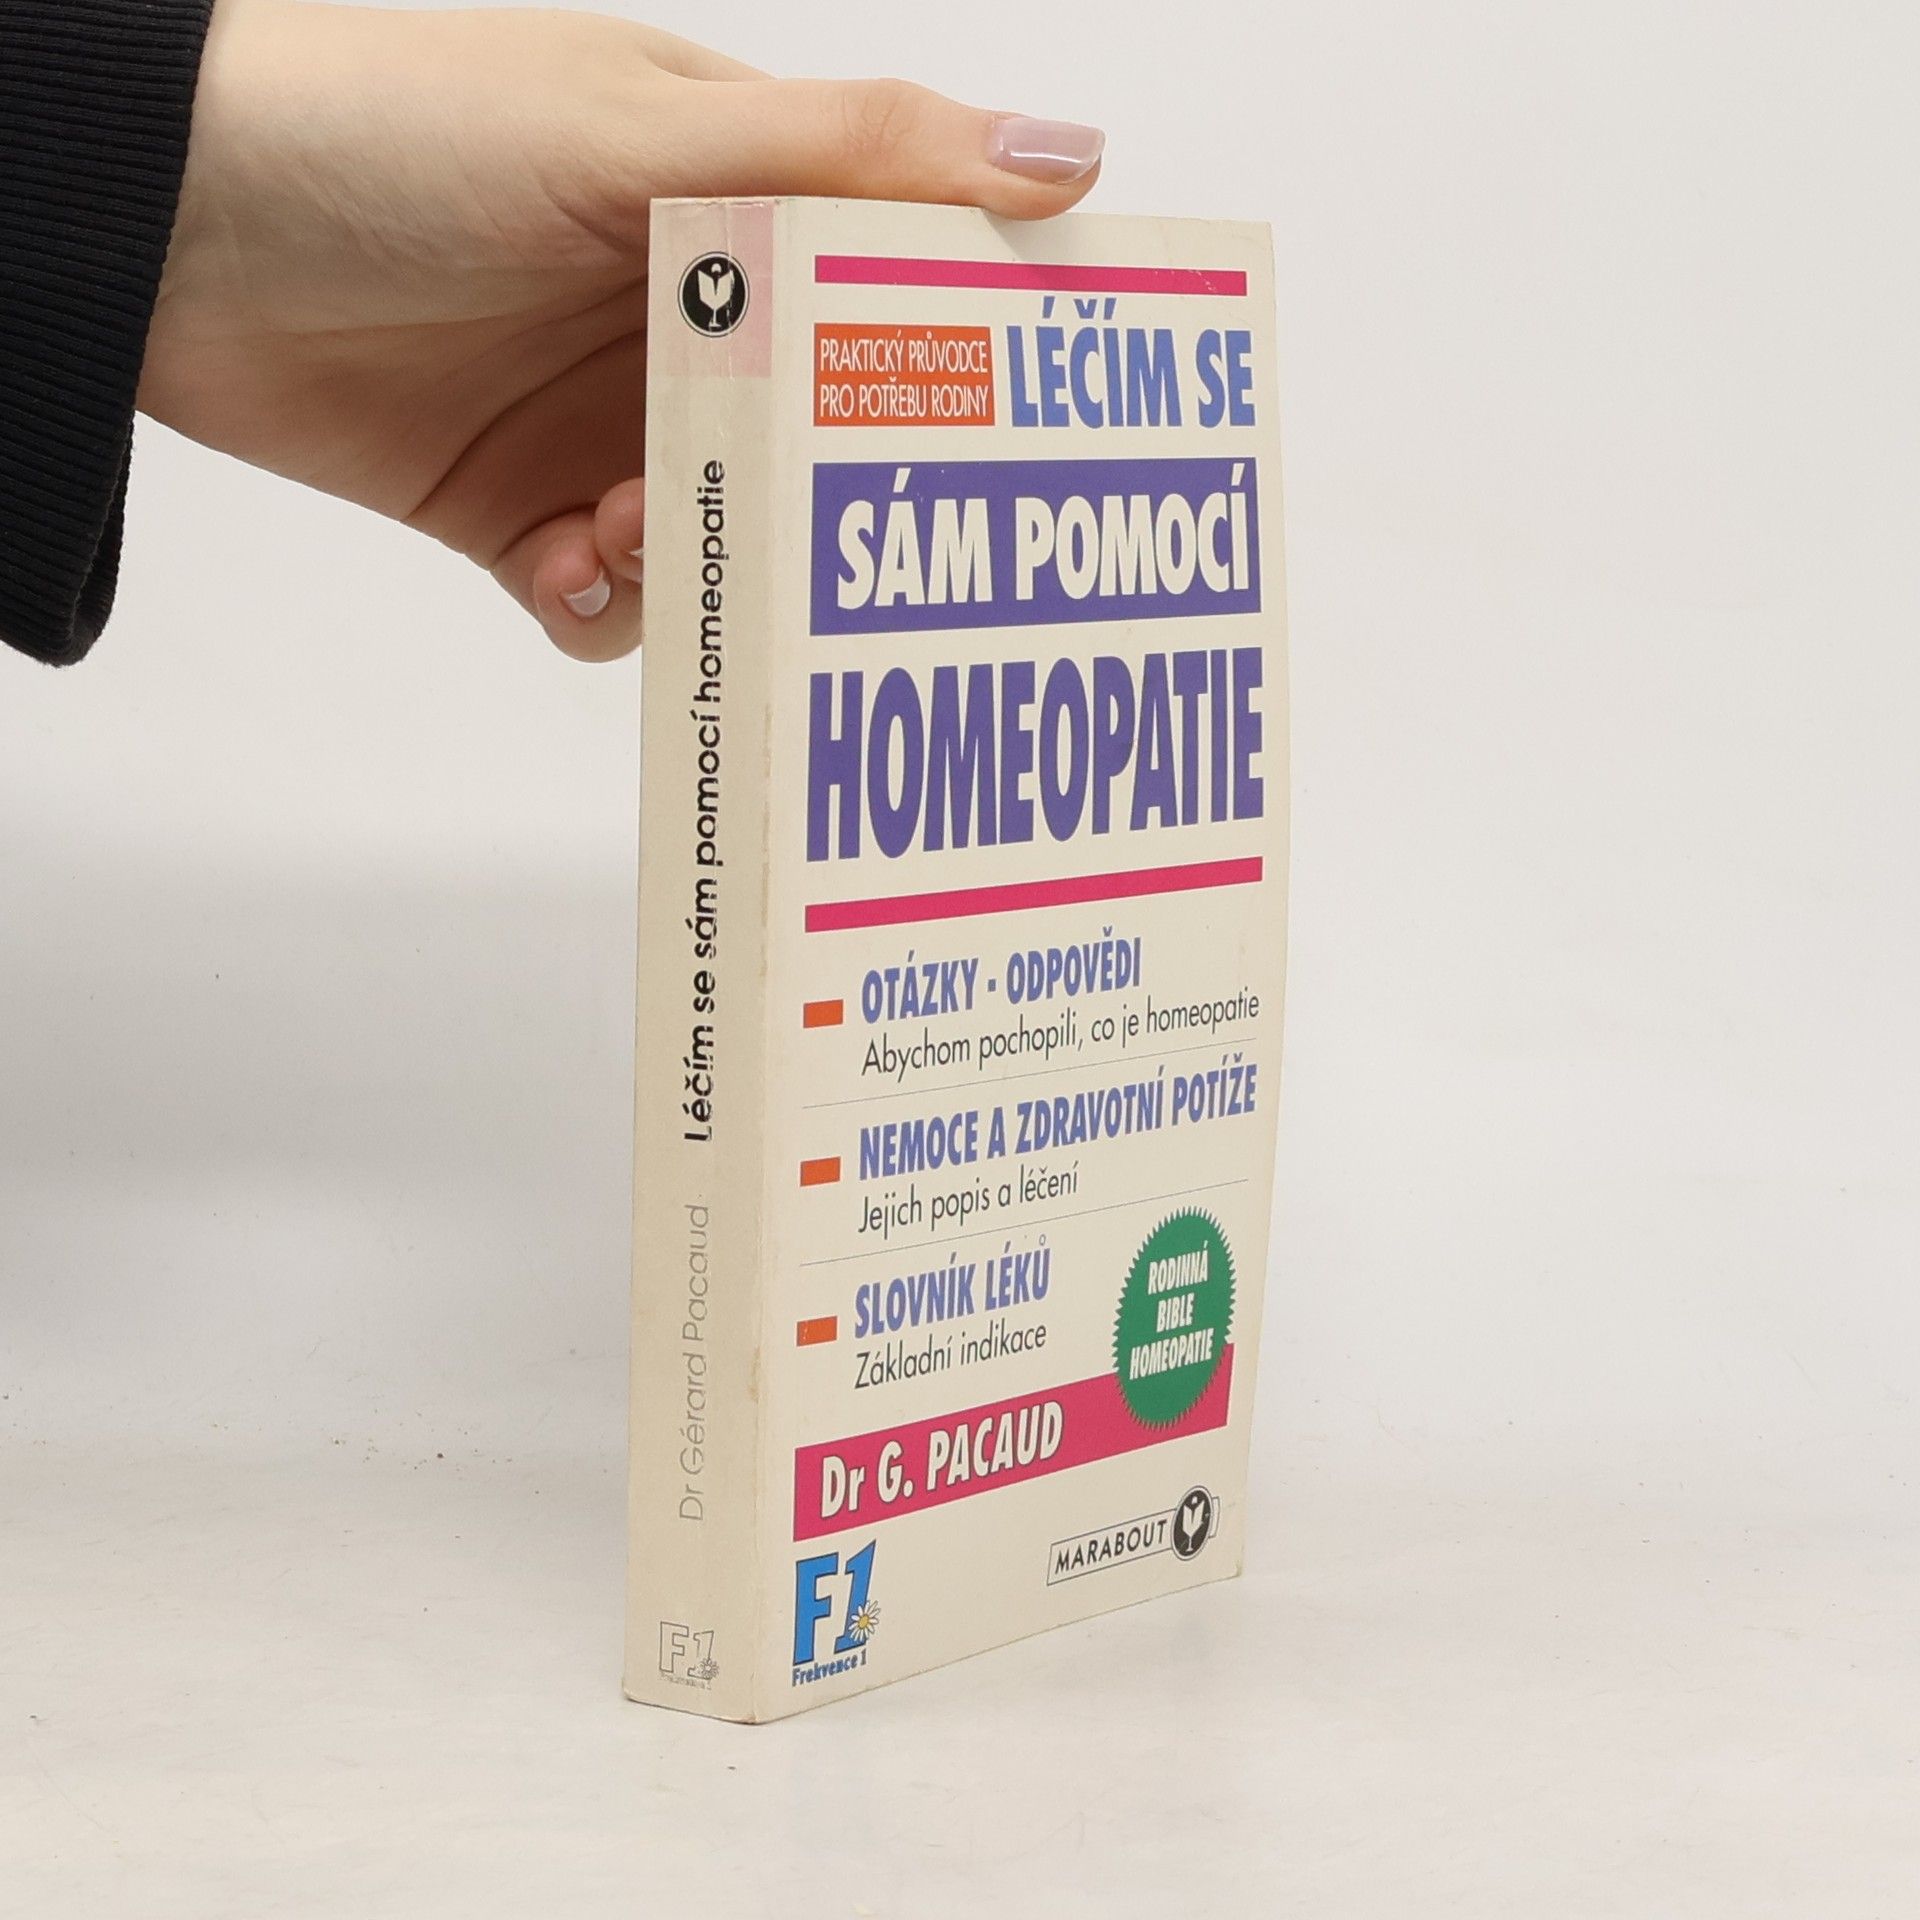 PRAKTICKÝ PRŮVODCE
PRO POTŘEBU RODINY
LÉČÍM SE
SÁM POMOCÍ
HOMEOPATIE
OTÁZKY · ODPOVĚDI
Abychom pochopili, co je homeopatie
NEMOCE A ZDRAVOTNÍ POTÍŽE
Jejich popis a léčení
SLOVNÍK LÉKŮ
Základní indikace
RODINNÁ
BIBLE
HOMEOPATIE
Dr G. PACAUD
F1
Frekvence 1
MARABOUT
Dr Gérard Pacaud Léčím se sám pomocí homeopatie
F1